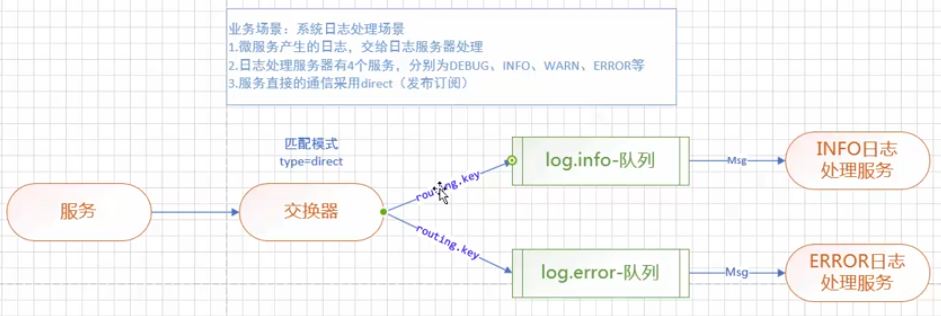 业务场景：系统日志处理场景
1.微服务产生的日志，交给日志服务器处理
2.日志处理服务器有4个服务，分别为DEBUG、INFO、WARN、ERROR等
3.服务直接的通信采用direct（发布订阅）
匹配模式
type=direct
服务
交换器
routing.key
routing.key
log.info-队列
Msg
INFO日志
处理服务
log.error-队列
Msg
ERROR日志
处理服务